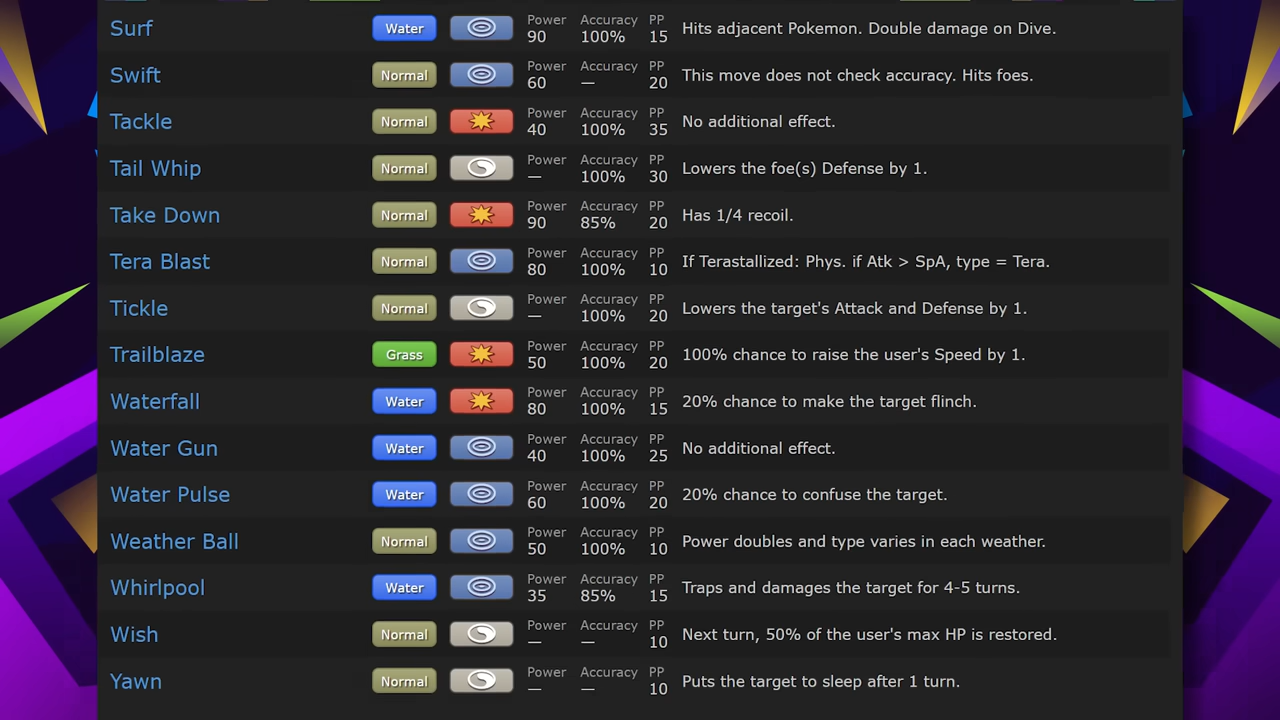 Surf Water Power 90 Accuracy 100% PP 15 Hits adjacent Pokemon. Double damage on Dive.
Swift Normal Power 60 Accuracy — PP 20 This move does not check accuracy. Hits foes.
Tackle Normal Power 40 Accuracy 100% PP 35 No additional effect.
Tail Whip Normal Power — Accuracy 100% PP 30 Lowers the foe(s) Defense by 1.
Take Down Normal Power 90 Accuracy 85% PP 20 Has 1/4 recoil.
Tera Blast Normal Power 80 Accuracy 100% PP 10 If Terastallized: Phys. if Atk > SpA, type = Tera.
Tickle Normal Power — Accuracy 100% PP 20 Lowers the target's Attack and Defense by 1.
Trailblaze Grass Power 50 Accuracy 100% PP 20 100% chance to raise the user's Speed by 1.
Waterfall Water Power 80 Accuracy 100% PP 15 20% chance to make the target flinch.
Water Gun Water Power 40 Accuracy 100% PP 25 No additional effect.
Water Pulse Water Power 60 Accuracy 100% PP 20 20% chance to confuse the target.
Weather Ball Normal Power 50 Accuracy 100% PP 10 Power doubles and type varies in each weather.
Whirlpool Water Power 35 Accuracy 85% PP 15 Traps and damages the target for 4-5 turns.
Wish Normal Power — Accuracy — PP 10 Next turn, 50% of the user's max HP is restored.
Yawn Normal Power — Accuracy — PP 10 Puts the target to sleep after 1 turn.